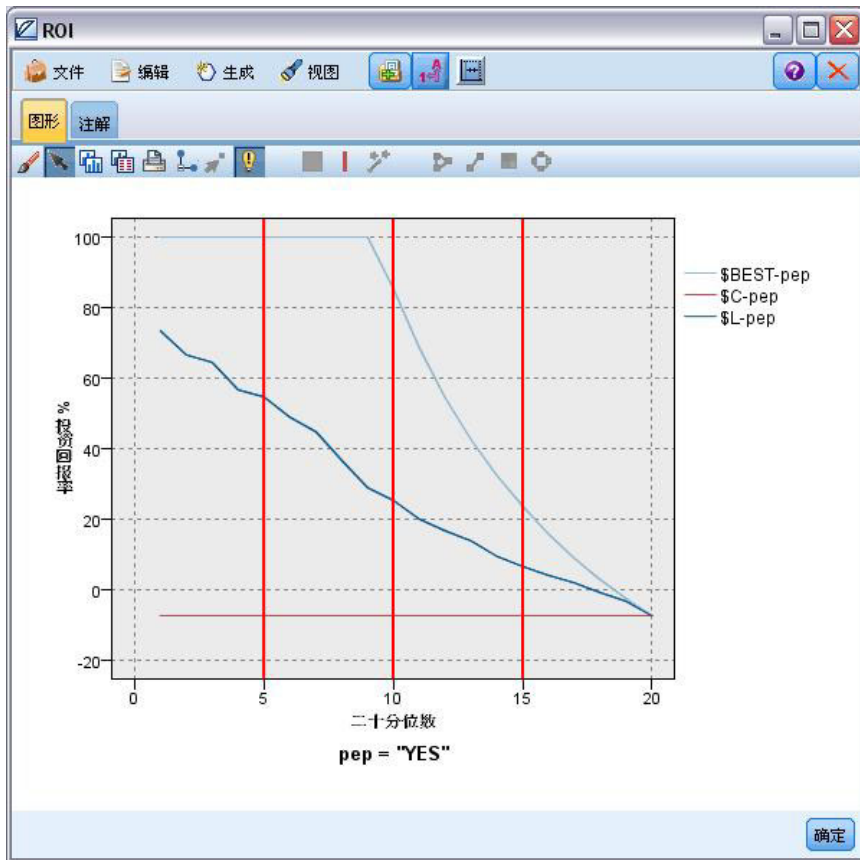 ROI
文件 编辑 生成 视图
图形 注解
100
80
60
40
20
0
-20
% 投资回报率
0 5 10 15 20
二十分位数
pep = "YES"
$BEST-pep
$C-pep
$L-pep
确定